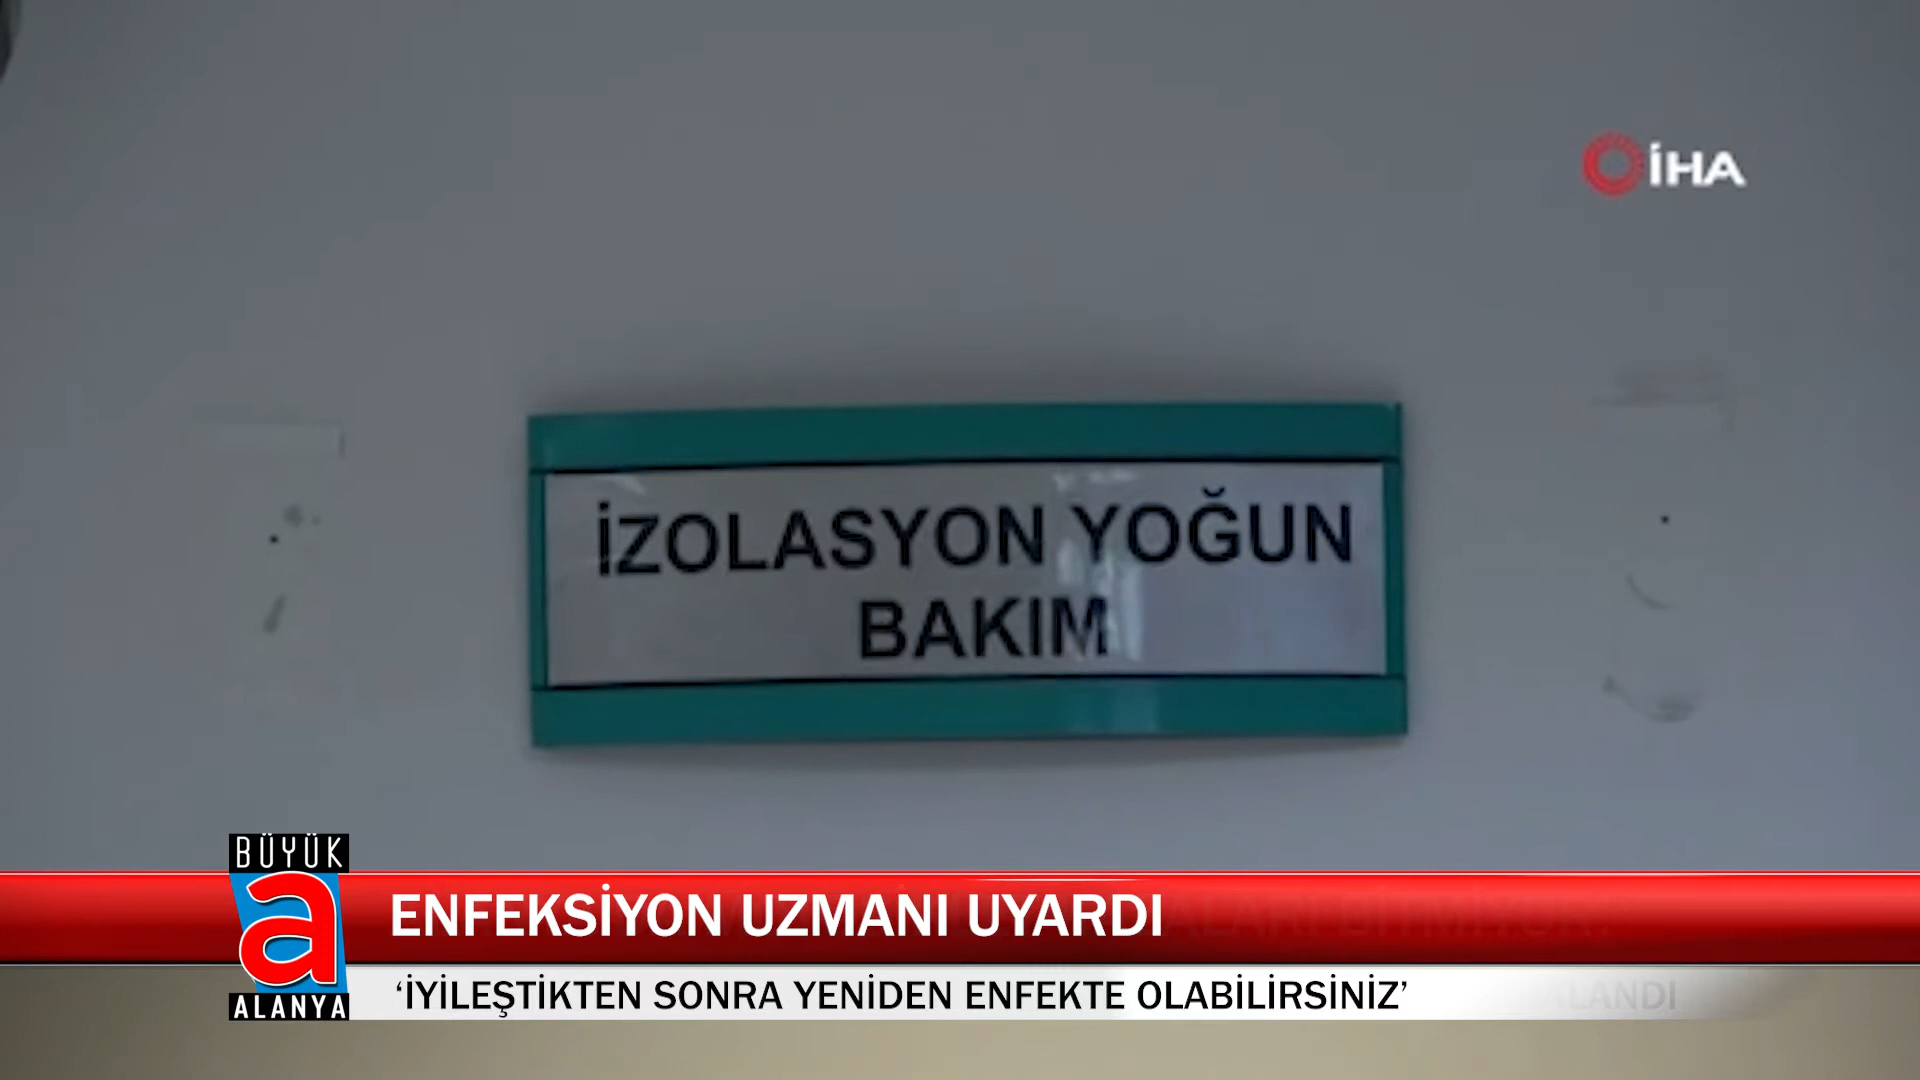 İHA
İZOLASYON YOĞUN
BAKIM
BÜYÜK
a
ALANYA
ENFEKSİYON UZMANI UYARDI
‘İYİLEŞTİKTEN SONRA YENİDEN ENFEKTE OLABİLİRSİNİZ’